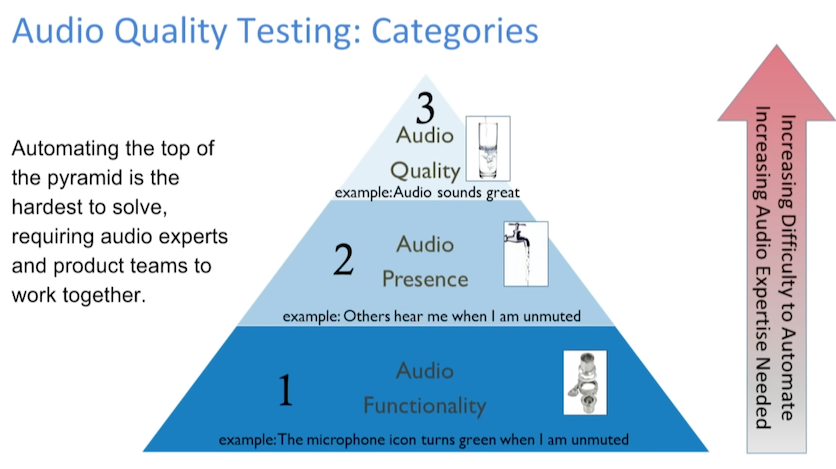 Audio Quality Testing: Categories
Automating the top of
the pyramid is the
hardest to solve,
requiring audio experts
and product teams to
work together.
3
Audio
Quality
example:Audio sounds great
2
Audio
Presence
example: Others hear me when I am unmuted
1
Audio
Functionality
example:The microphone icon turns green when I am unmuted
Increasing Difficulty to Automate
Increasing Audio Expertise Needed